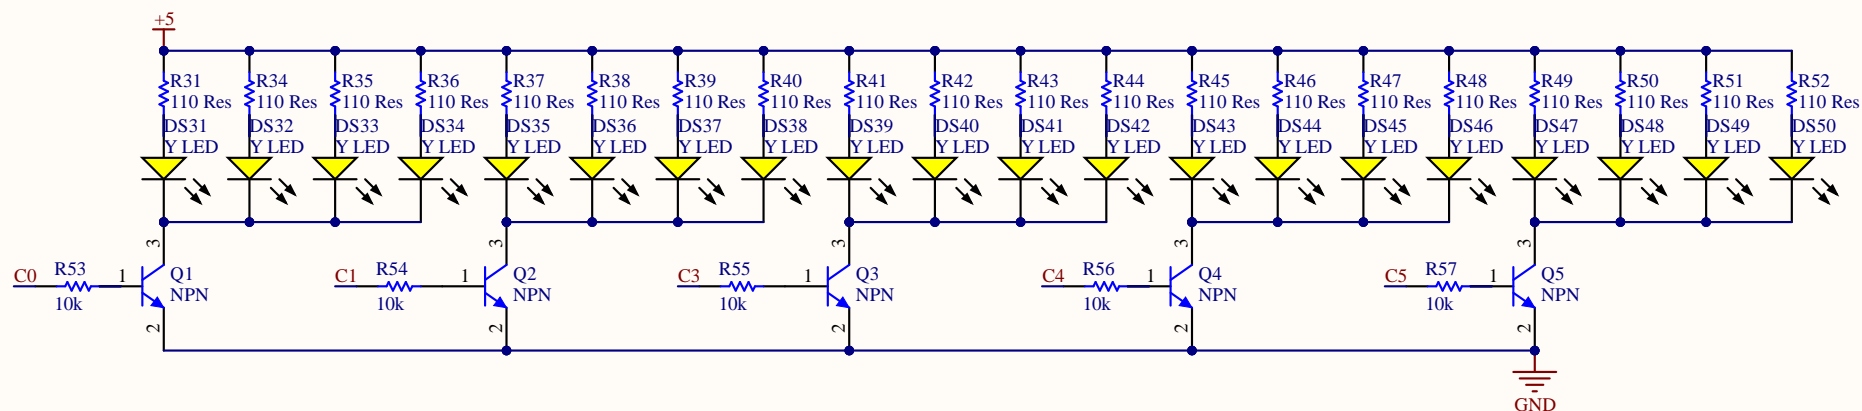 +5
R31 R34 R35 R36 R37 R38 R39 R40 R41 R42 R43 R44 R45 R46 R47 R48 R49 R50 R51 R52
110 Res 110 Res 110 Res 110 Res 110 Res 110 Res 110 Res 110 Res 110 Res 110 Res 110 Res 110 Res 110 Res 110 Res 110 Res 110 Res 110 Res 110 Res 110 Res 110 Res
DS31 DS32 DS33 DS34 DS35 DS36 DS37 DS38 DS39 DS40 DS41 DS42 DS43 DS44 DS45 DS46 DS47 DS48 DS49 DS50
Y LED Y LED Y LED Y LED Y LED Y LED Y LED Y LED Y LED Y LED Y LED Y LED Y LED Y LED Y LED Y LED Y LED Y LED Y LED Y LED
3 3 3 3 3
C0 R53 1 Q1 C1 R54 1 Q2 C3 R55 1 Q3 C4 R56 1 Q4 C5 R57 1 Q5
10k NPN 10k NPN 10k NPN 10k NPN 10k NPN
2 2 2 2 2
GND